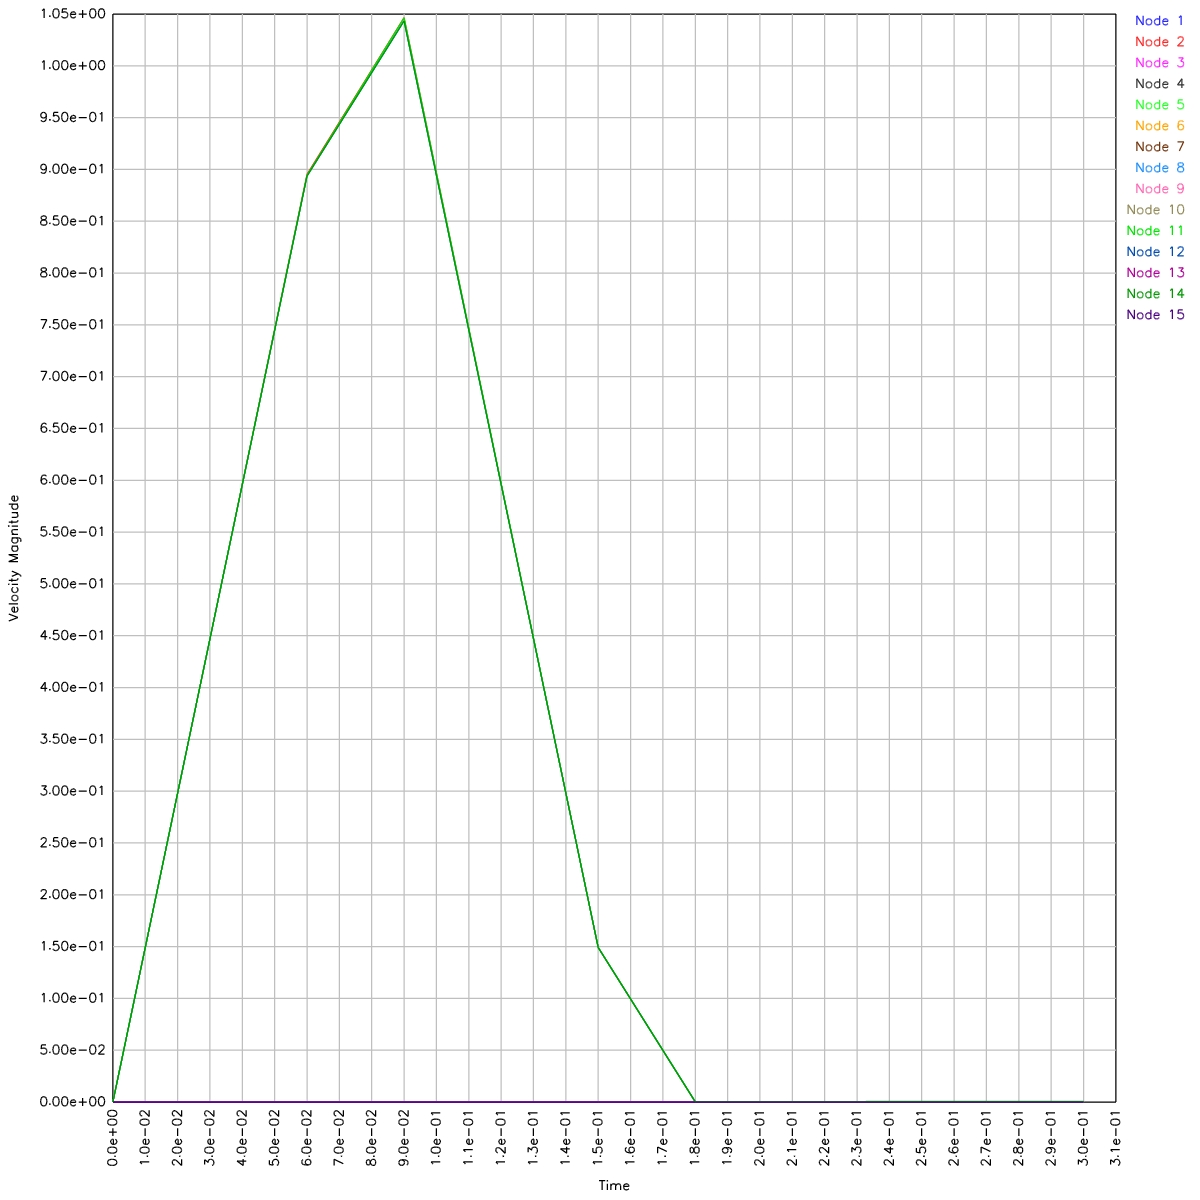 1.05e+00
1.00e+00
9.50e−01
9.00e−01
8.50e−01
8.00e−01
7.50e−01
7.00e−01
6.50e−01
6.00e−01
5.50e−01
5.00e−01
4.50e−01
4.00e−01
3.50e−01
3.00e−01
2.50e−01
2.00e−01
1.50e−01
1.00e−01
5.00e−02
0.00e+00
Velocity Magnitude
0.0e+00
1.0e−02
2.0e−02
3.0e−02
4.0e−02
5.0e−02
6.0e−02
7.0e−02
8.0e−02
9.0e−02
1.0e−01
1.1e−01
1.2e−01
1.3e−01
1.4e−01
1.5e−01
1.6e−01
1.7e−01
1.8e−01
1.9e−01
2.0e−01
2.1e−01
2.2e−01
2.3e−01
2.4e−01
2.5e−01
2.6e−01
2.7e−01
2.8e−01
2.9e−01
3.0e−01
3.1e−01
Time
Node 1
Node 2
Node 3
Node 4
Node 5
Node 6
Node 7
Node 8
Node 9
Node 10
Node 11
Node 12
Node 13
Node 14
Node 15